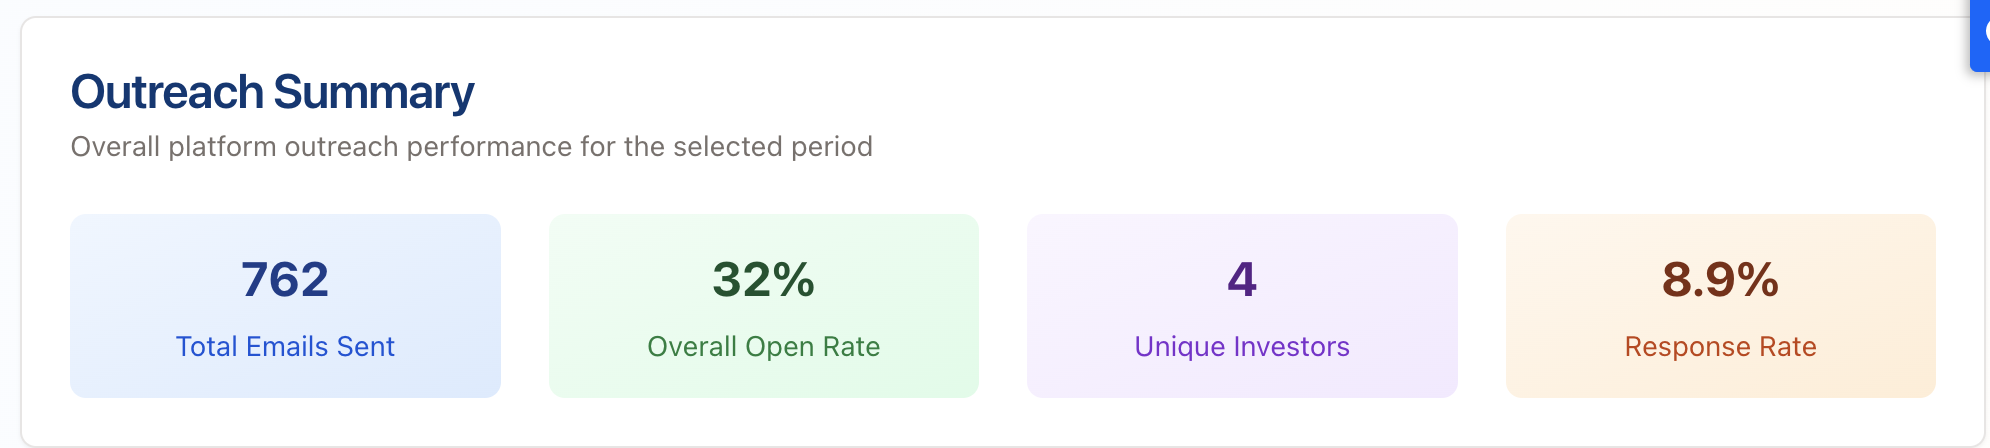 Outreach Summary
Overall platform outreach performance for the selected period
762
Total Emails Sent
32%
Overall Open Rate
4
Unique Investors
8.9%
Response Rate